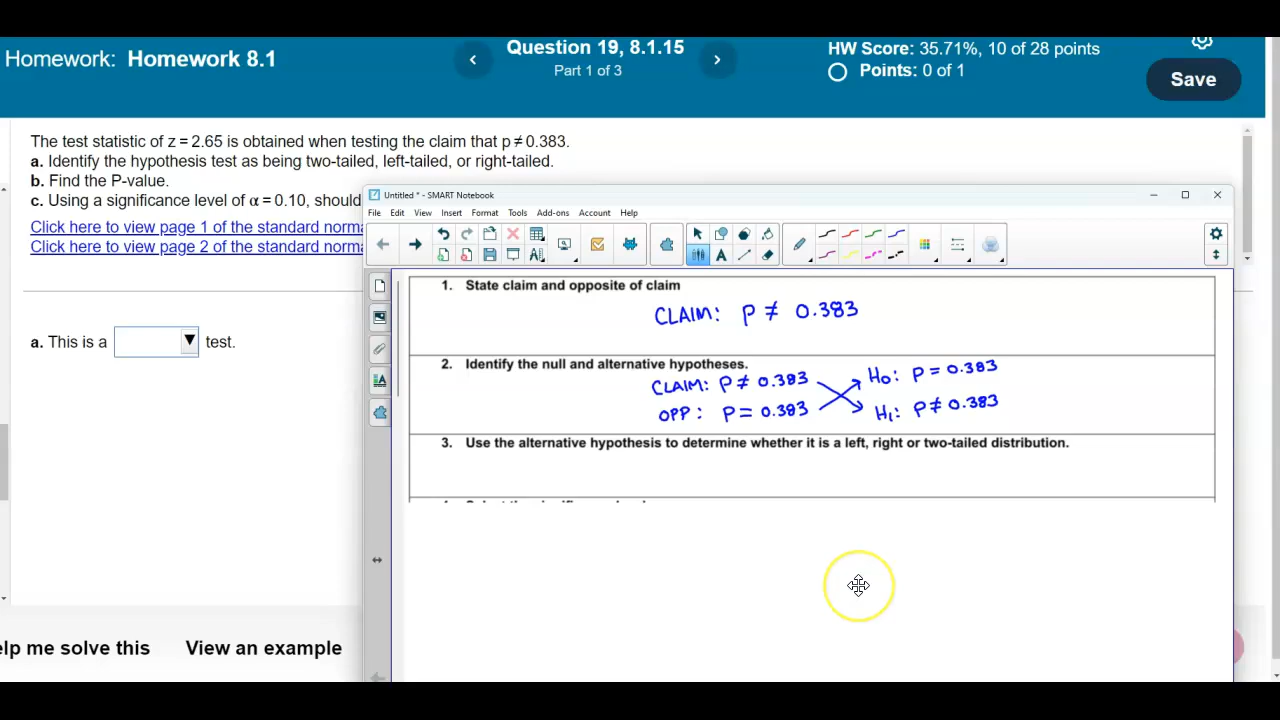 Homework: Homework 8.1
Question 19, 8.1.15
Part 1 of 3
HW Score: 35.71%, 10 of 28 points
Points: 0 of 1
Save
The test statistic of z = 2.65 is obtained when testing the claim that p ≠ 0.383.
a. Identify the hypothesis test as being two-tailed, left-tailed, or right-tailed.
b. Find the P-value.
c. Using a significance level of α = 0.10, should
Click here to view page 1 of the standard norma
Click here to view page 2 of the standard norma
a. This is a
test.
elp me solve this
View an example
Untitled * - SMART Notebook
File Edit View Insert Format Tools Add-ons Account Help
1. State claim and opposite of claim
CLAIM: P ≠ 0.383
2. Identify the null and alternative hypotheses.
CLAIM: P ≠ 0.383 H₀: P = 0.383
OPP: P = 0.383 H₁: P ≠ 0.383
3. Use the alternative hypothesis to determine whether it is a left, right or two-tailed distribution.